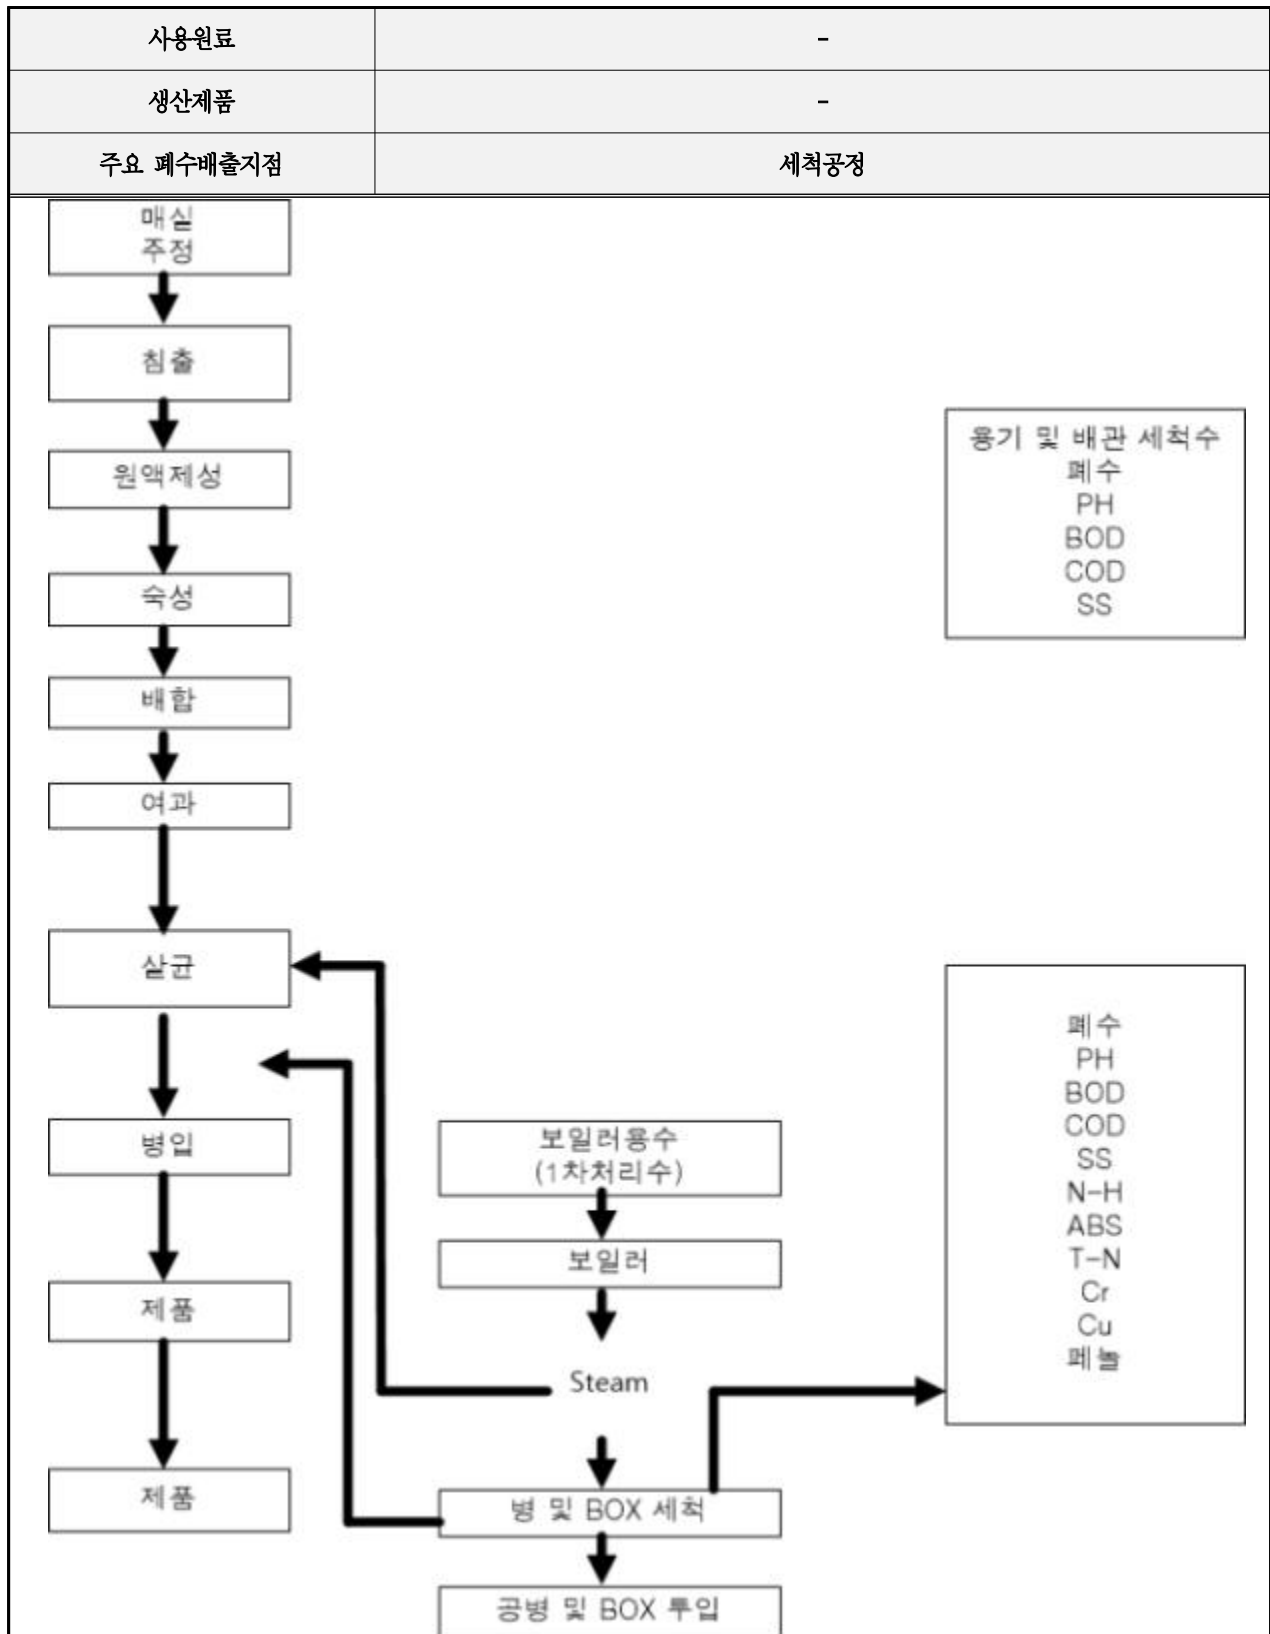 사용원료
-
생산제품
-
주요 폐수배출지점
세척공정
매실
주정
침출
원액제성
숙성
배합
여과
살균
병입
제품
제품
보일러용수
(1차처리수)
보일러
Steam
병 및 BOX 세척
공병 및 BOX 투입
용기 및 배관 세척수
폐수
PH
BOD
COD
SS
폐수
PH
BOD
COD
SS
N-H
ABS
T-N
Cr
Cu
페놀